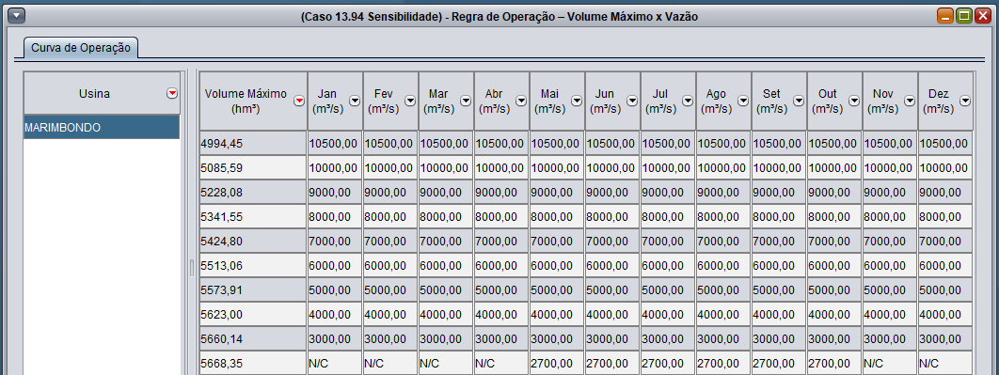 (Caso 13.94 Sensibilidade) - Regra de Operação – Volume Máximo x Vazão
Curva de Operação
Usina
MARIMBONDO
Volume Máximo (hm³) Jan (m³/s) Fev (m³/s) Mar (m³/s) Abr (m³/s) Mai (m³/s) Jun (m³/s) Jul (m³/s) Ago (m³/s) Set (m³/s) Out (m³/s) Nov (m³/s) Dez (m³/s)
4994,45 10500,00 10500,00 10500,00 10500,00 10500,00 10500,00 10500,00 10500,00 10500,00 10500,00 10500,00 10500,00
5085,59 10000,00 10000,00 10000,00 10000,00 10000,00 10000,00 10000,00 10000,00 10000,00 10000,00 10000,00 10000,00
5228,08 9000,00 9000,00 9000,00 9000,00 9000,00 9000,00 9000,00 9000,00 9000,00 9000,00 9000,00 9000,00
5341,55 8000,00 8000,00 8000,00 8000,00 8000,00 8000,00 8000,00 8000,00 8000,00 8000,00 8000,00 8000,00
5424,80 7000,00 7000,00 7000,00 7000,00 7000,00 7000,00 7000,00 7000,00 7000,00 7000,00 7000,00 7000,00
5513,06 6000,00 6000,00 6000,00 6000,00 6000,00 6000,00 6000,00 6000,00 6000,00 6000,00 6000,00 6000,00
5573,91 5000,00 5000,00 5000,00 5000,00 5000,00 5000,00 5000,00 5000,00 5000,00 5000,00 5000,00 5000,00
5623,00 4000,00 4000,00 4000,00 4000,00 4000,00 4000,00 4000,00 4000,00 4000,00 4000,00 4000,00 4000,00
5660,14 3000,00 3000,00 3000,00 3000,00 3000,00 3000,00 3000,00 3000,00 3000,00 3000,00 3000,00 3000,00
5668,35 N/C N/C N/C N/C 2700,00 2700,00 2700,00 2700,00 2700,00 2700,00 N/C N/C